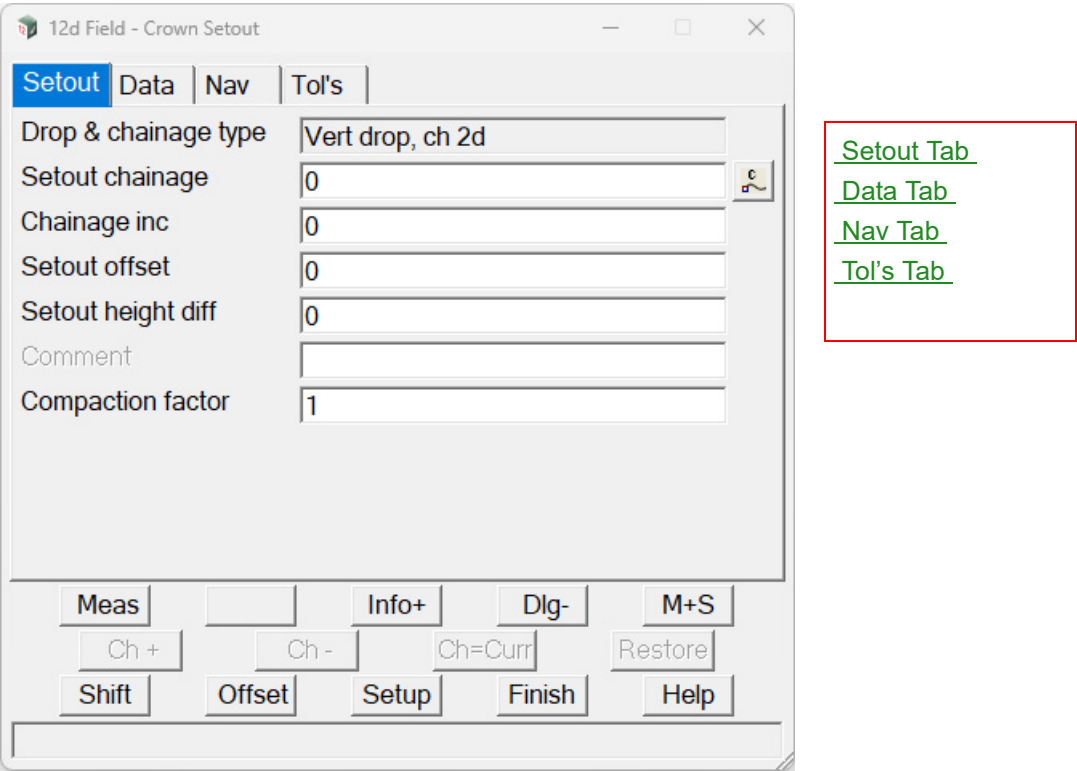 12d Field - Crown Setout
Setout Data Nav Tol's
Drop & chainage type Vert drop, ch 2d
Setout chainage 0 c
Chainage inc 0
Setout offset 0
Setout height diff 0
Comment
Compaction factor 1
Meas Info+ Dlg- M+S
Ch + Ch - Ch=Curr Restore
Shift Offset Setup Finish Help
Setout Tab
Data Tab
Nav Tab
Tol’s Tab